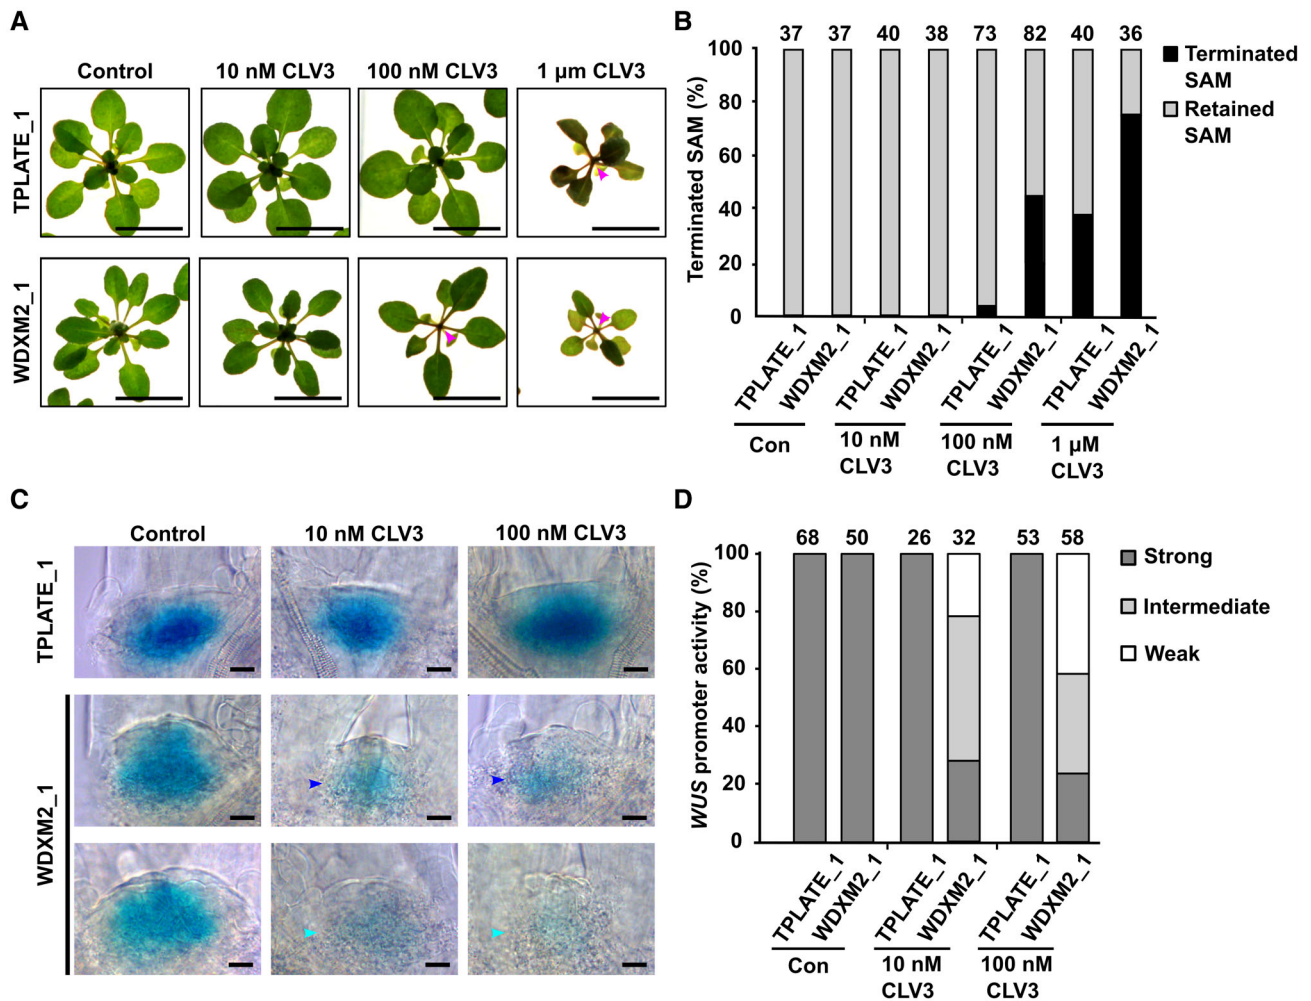 A
Control
10 nM CLV3
100 nM CLV3
1 µm CLV3
TPLATE_1
WDXM2_1
B
Terminated SAM (%)
37 37 40 38 73 82 40 36
100
80
60
40
20
0
Terminated
SAM
Retained
SAM
TPLATE_1
WDXM2_1
TPLATE_1
WDXM2_1
TPLATE_1
WDXM2_1
TPLATE_1
WDXM2_1
Con
10 nM
CLV3
100 nM
CLV3
1 µM
CLV3
C
Control
10 nM CLV3
100 nM CLV3
TPLATE_1
WDXM2_1
D
WUS promoter activity (%)
68 50 26 32 53 58
100
80
60
40
20
0
Strong
Intermediate
Weak
TPLATE_1
WDXM2_1
TPLATE_1
WDXM2_1
TPLATE_1
WDXM2_1
Con
10 nM
CLV3
100 nM
CLV3